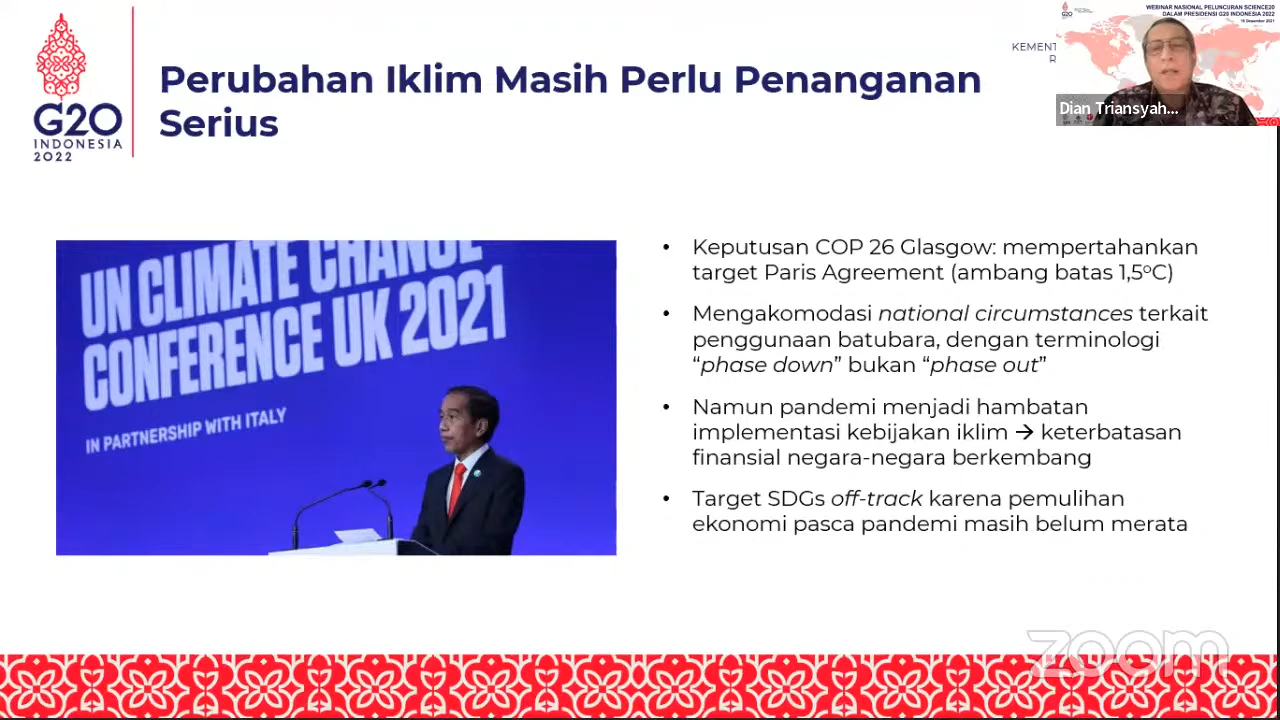 G20
INDONESIA
2022
Perubahan Iklim Masih Perlu Penanganan
Serius
KEMENT
R
WEBINAR NASIONAL PELUNCURAN SCIENCE20
DALAM PRESIDENSI G20 INDONESIA 2022
Dian Triansyah...
UN CLIMATE CHANGE
CONFERENCE UK 2021
IN PARTNERSHIP WITH ITALY
• Keputusan COP 26 Glasgow: mempertahankan
target Paris Agreement (ambang batas 1,5°C)
• Mengakomodasi national circumstances terkait
penggunaan batubara, dengan terminologi
“phase down” bukan “phase out”
• Namun pandemi menjadi hambatan
implementasi kebijakan iklim → keterbatasan
finansial negara-negara berkembang
• Target SDGs off-track karena pemulihan
ekonomi pasca pandemi masih belum merata
zoom